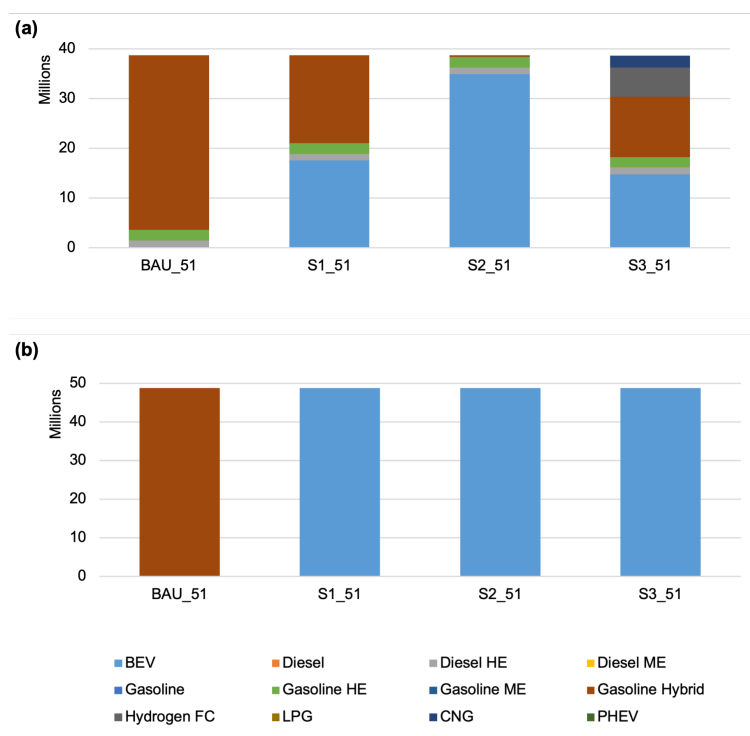 (a)
Millions
40
30
20
10
0
BAU_51 S1_51 S2_51 S3_51
(b)
Millions
50
40
30
20
10
0
BAU_51 S1_51 S2_51 S3_51
BEV Diesel Diesel HE Diesel ME
Gasoline Gasoline HE Gasoline ME Gasoline Hybrid
Hydrogen FC LPG CNG PHEV